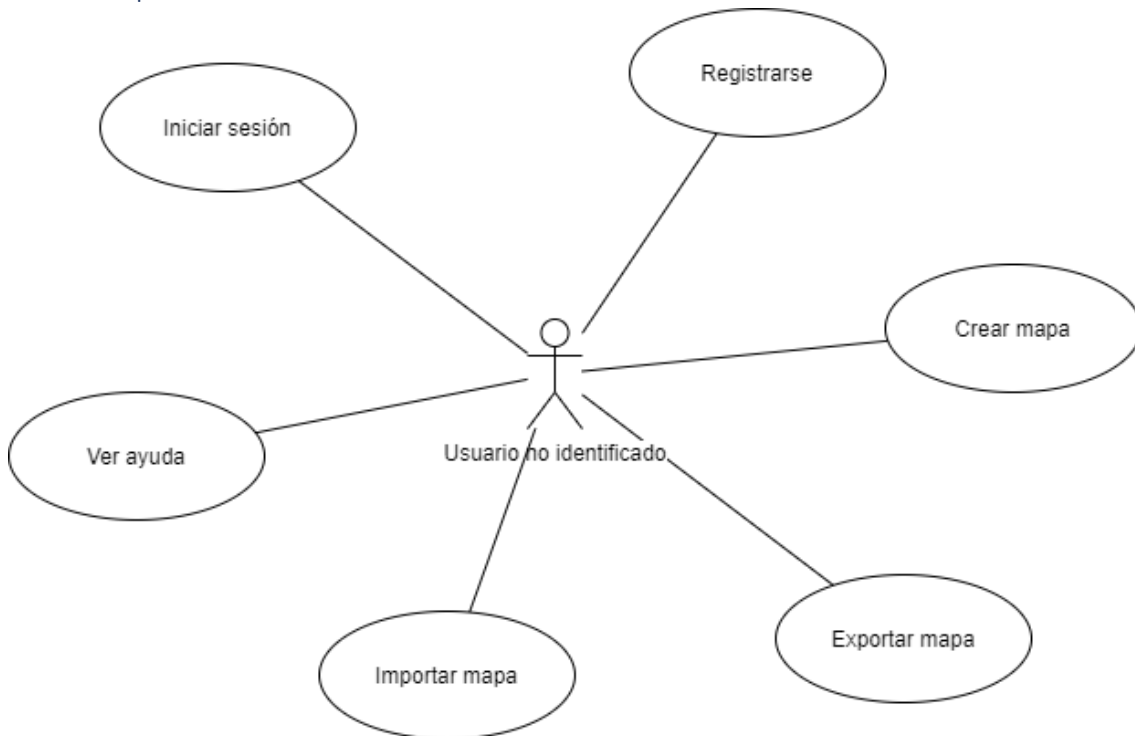 Registrarse
Iniciar sesión
Crear mapa
Usuario no identificado
Ver ayuda
Exportar mapa
Importar mapa